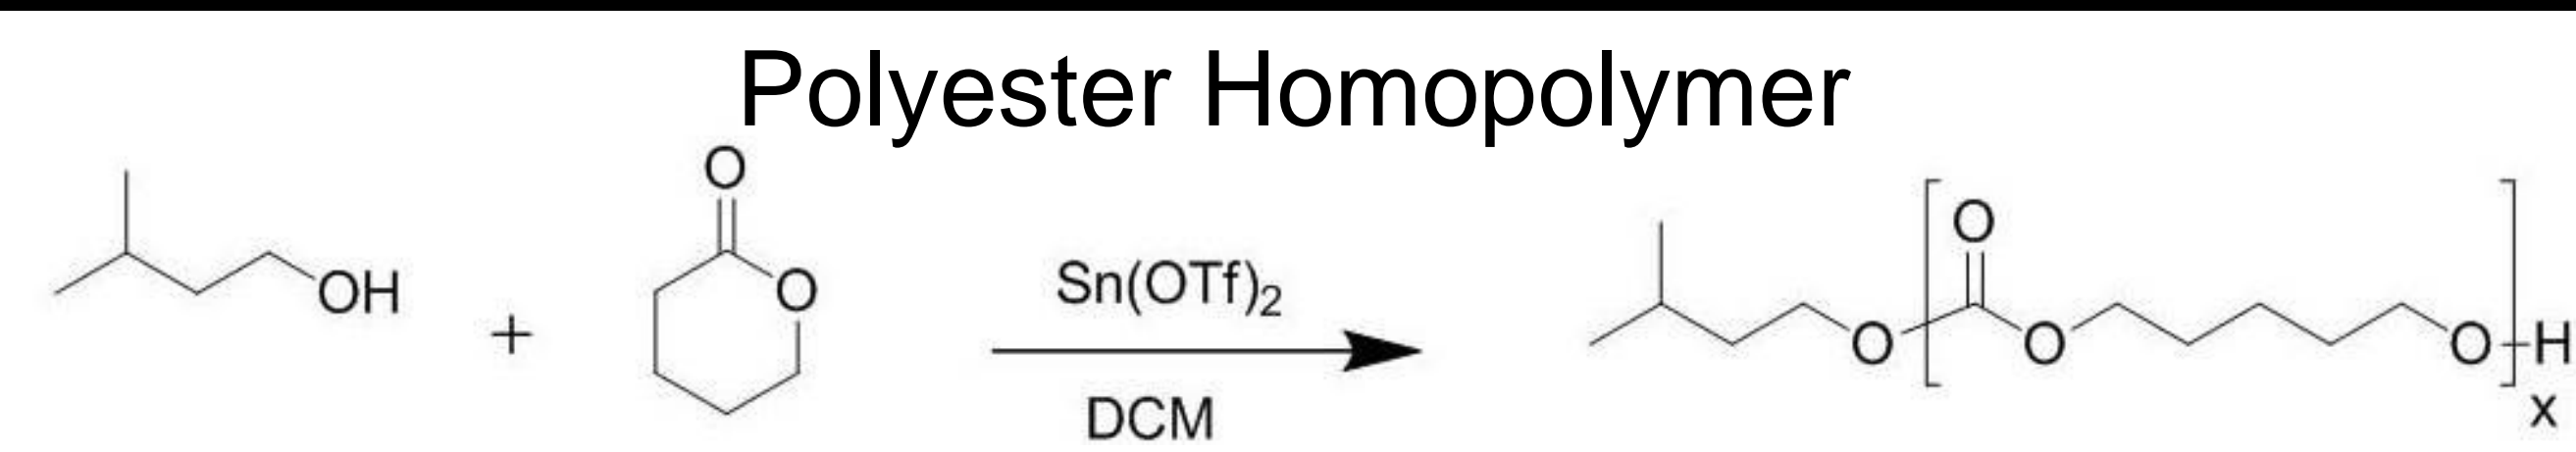 Polyester Homopolymer
O
O
OH
O
+
Sn(OTf)2
DCM
O
O
O
H
x